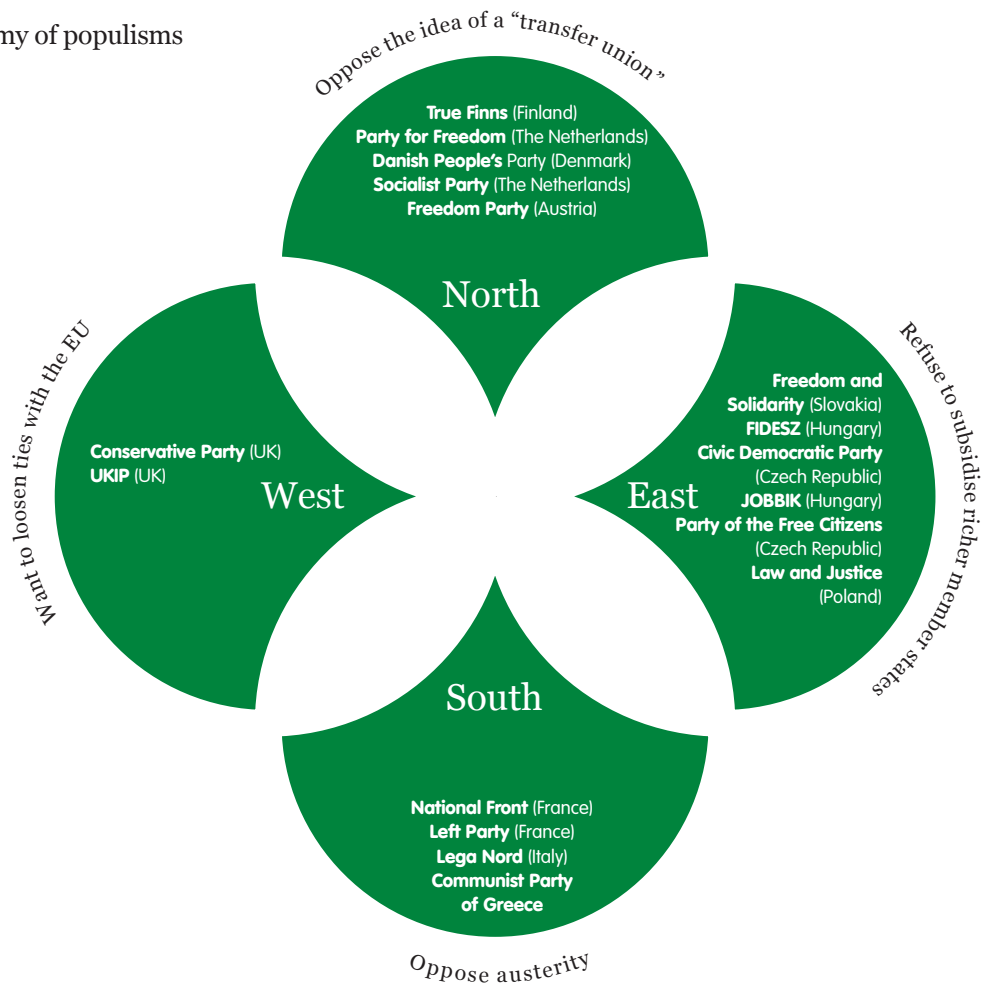 my of populisms
Oppose the idea of a “transfer union”
True Finns (Finland)
Party for Freedom (The Netherlands)
Danish People’s Party (Denmark)
Socialist Party (The Netherlands)
Freedom Party (Austria)
North
Want to loosen ties with the EU
Conservative Party (UK)
UKIP (UK)
West
Refuse to subsidise richer member states
Freedom and
Solidarity (Slovakia)
FIDESZ (Hungary)
Civic Democratic Party
(Czech Republic)
JOBBIK (Hungary)
Party of the Free Citizens
(Czech Republic)
Law and Justice
(Poland)
East
South
National Front (France)
Left Party (France)
Lega Nord (Italy)
Communist Party
of Greece
Oppose austerity